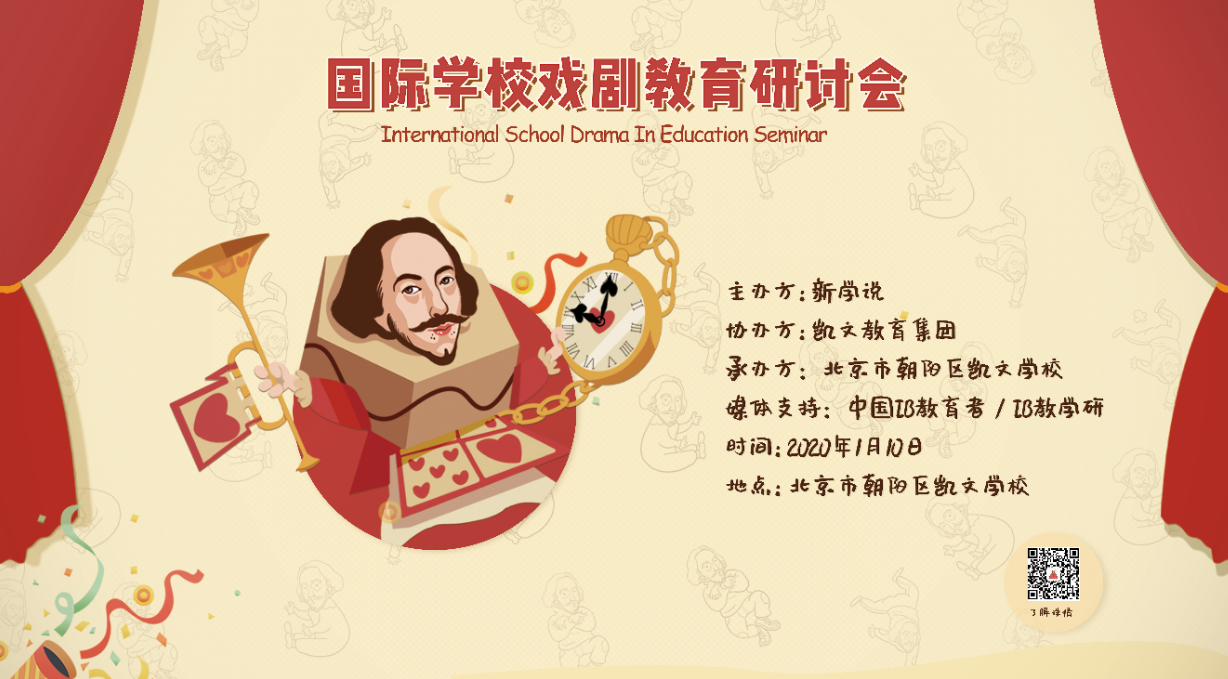 国际学校戏剧教育研讨会
International School Drama In Education Seminar
主办方:新学说
协办方:凯文教育集团
承办方: 北京市朝阳区凯文学校
媒体支持: 中国IB教育者 / IB教学研
时间:2020年1月10日
地点:北京市朝阳区凯文学校
了解详情